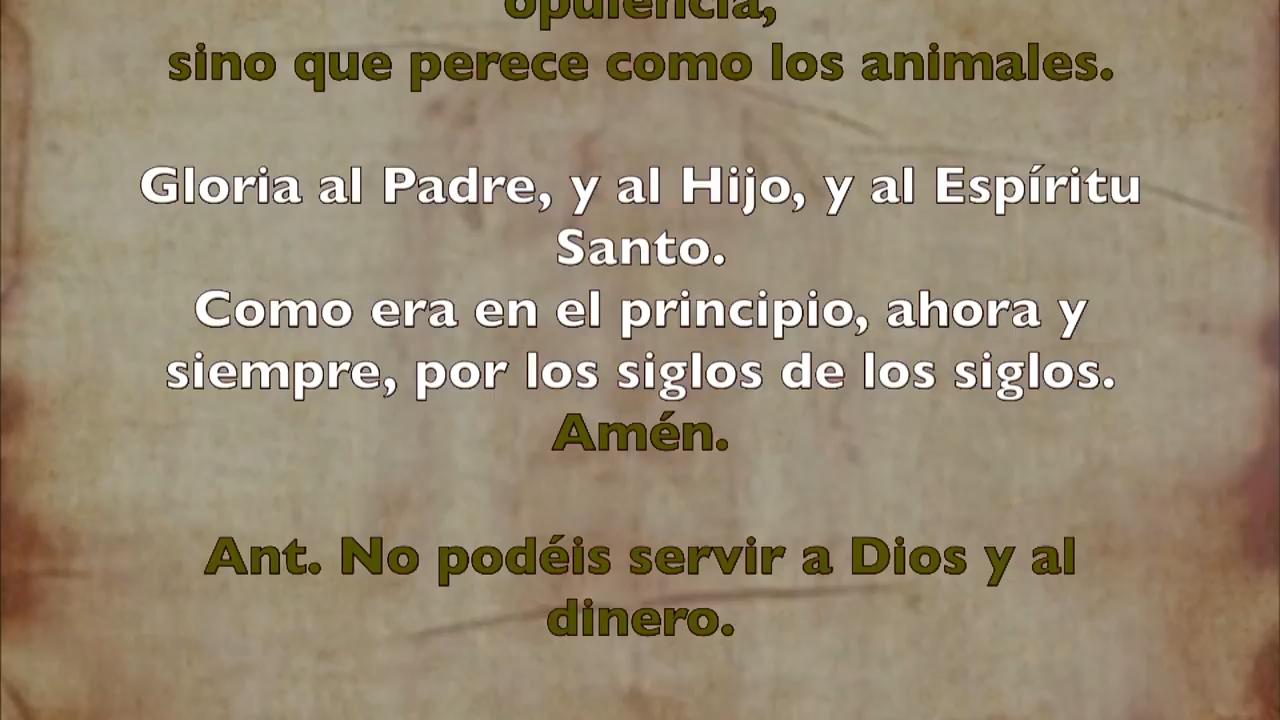 opulencia,
sino que perece como los animales.
Gloria al Padre, y al Hijo, y al Espíritu
Santo.
Como era en el principio, ahora y
siempre, por los siglos de los siglos.
Amén.
Ant. No podéis servir a Dios y al
dinero.